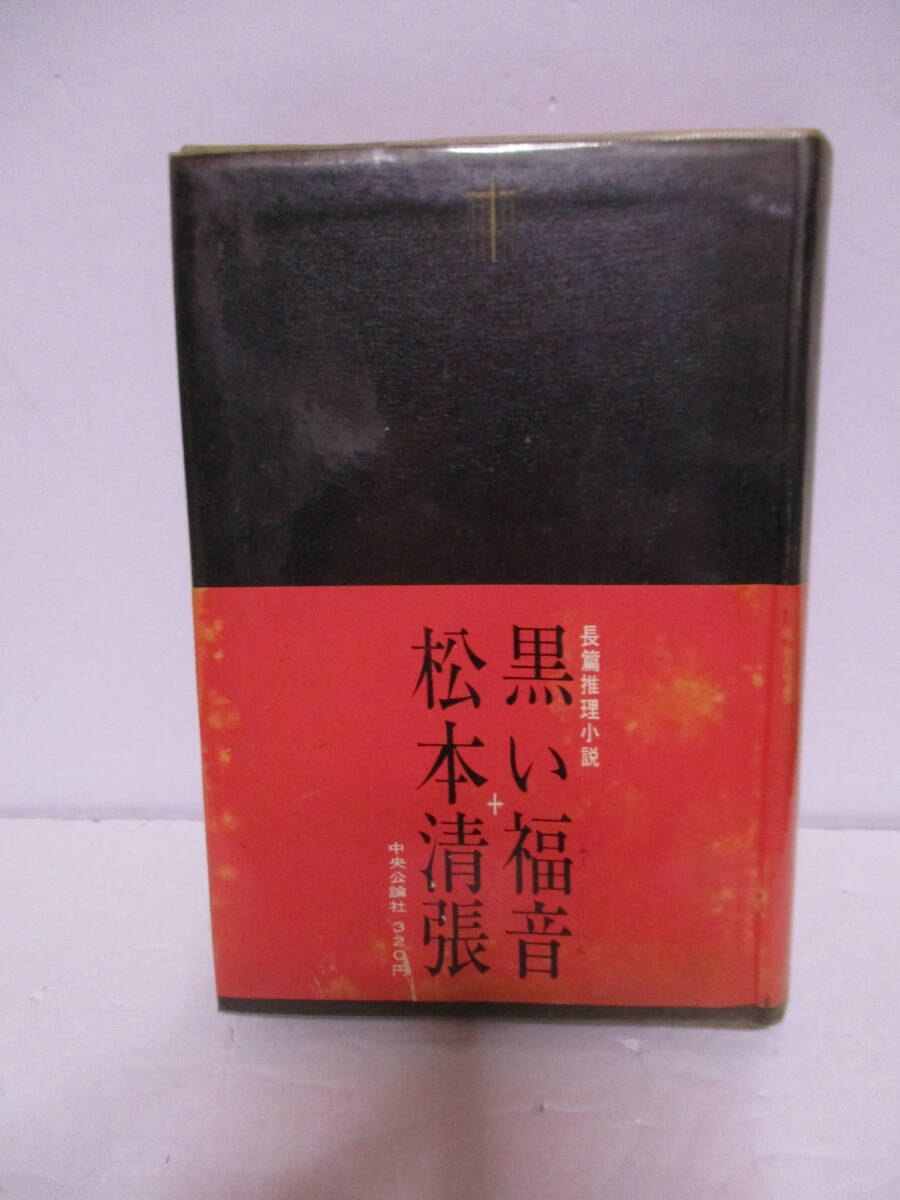 長篇推理小説
黒い福音
松本清張
中央公論社 320円